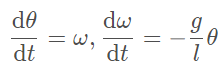 dθ/dt = ω, dω/dt = −g/l θ